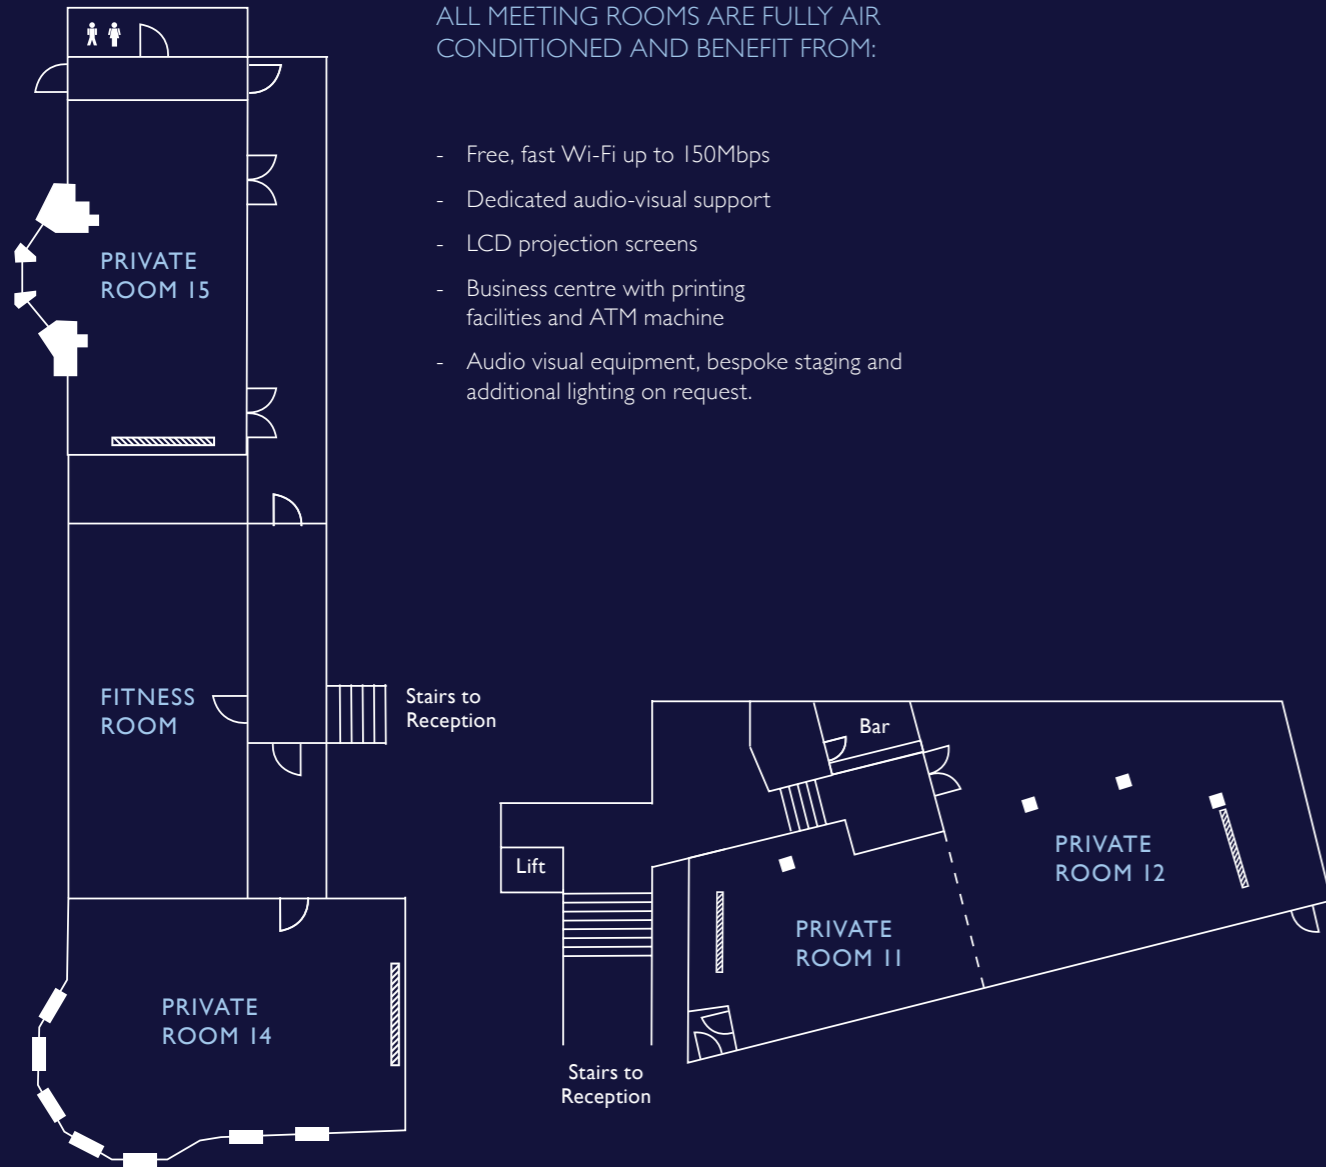 ALL MEETING ROOMS ARE FULLY AIR
CONDITIONED AND BENEFIT FROM:
- Free, fast Wi-Fi up to 150Mbps
- Dedicated audio-visual support
- LCD projection screens
- Business centre with printing
facilities and ATM machine
- Audio visual equipment, bespoke staging and
additional lighting on request.
PRIVATE
ROOM 15
FITNESS
ROOM
Stairs to
Reception
PRIVATE
ROOM 14
Bar
Lift
PRIVATE
ROOM 12
PRIVATE
ROOM 11
Stairs to
Reception